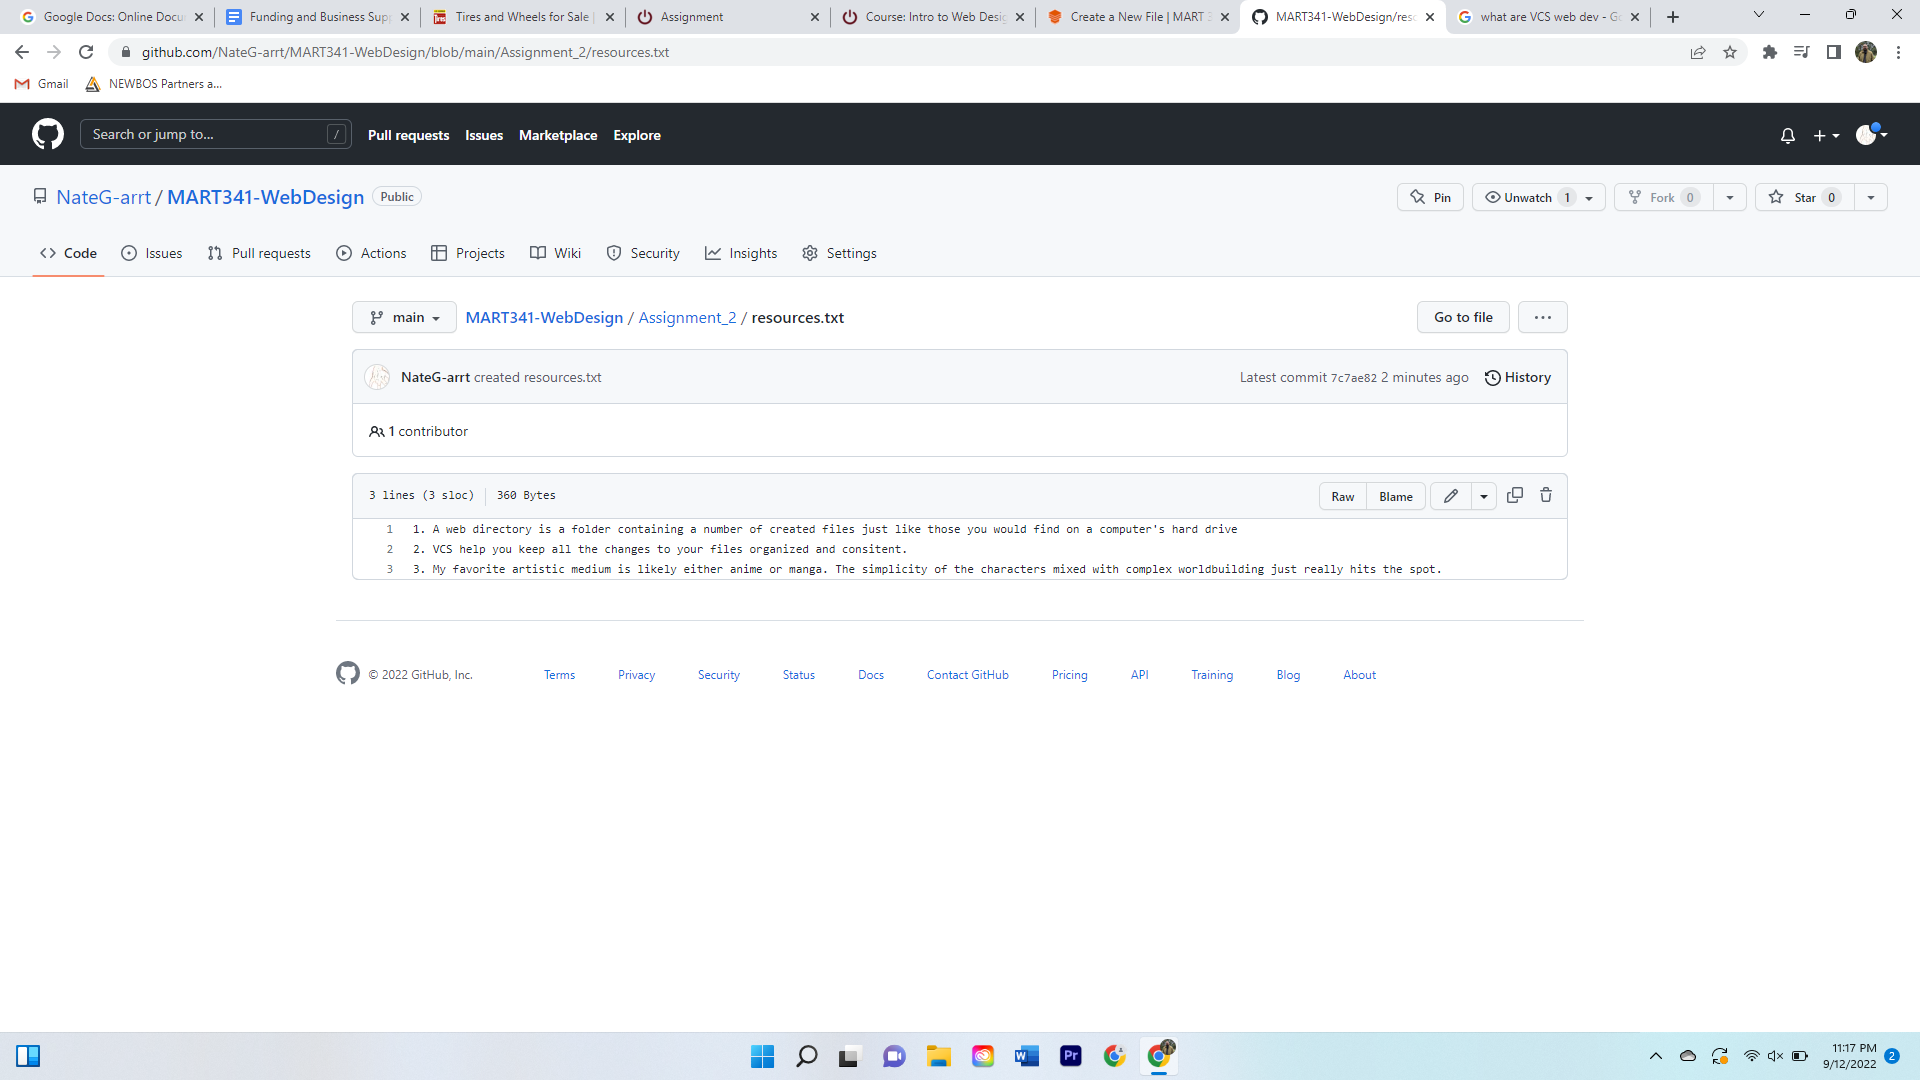 Google Docs: Online Docu
Funding and Business Supp
Tires and Wheels for Sale |
Assignment
Course: Intro to Web Desig
Create a New File | MART 3
MART341-WebDesign/reso
what are VCS web dev - Go
github.com/NateG-arrt/MART341-WebDesign/blob/main/Assignment_2/resources.txt
Gmail
NEWBOS Partners a...
Search or jump to...
/
Pull requests
Issues
Marketplace
Explore
NateG-arrt / MART341-WebDesign
Public
Pin
Unwatch 1
Fork 0
Star 0
Code
Issues
Pull requests
Actions
Projects
Wiki
Security
Insights
Settings
main
MART341-WebDesign / Assignment_2 / resources.txt
Go to file
NateG-arrt created resources.txt
Latest commit 7c7ae82 2 minutes ago
History
1 contributor
3 lines (3 sloc)
360 Bytes
Raw
Blame
1 1. A web directory is a folder containing a number of created files just like those you would find on a computer's hard drive
2 2. VCS help you keep all the changes to your files organized and consitent.
3 3. My favorite artistic medium is likely either anime or manga. The simplicity of the characters mixed with complex worldbuilding just really hits the spot.
© 2022 GitHub, Inc.
Terms
Privacy
Security
Status
Docs
Contact GitHub
Pricing
API
Training
Blog
About
W
Pr
11:17 PM
9/12/2022
2